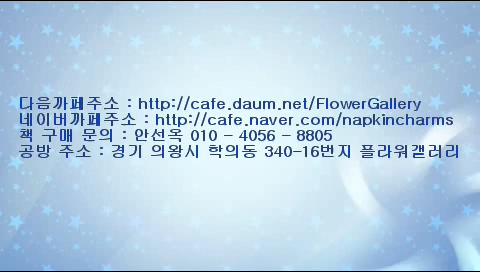 다음까페주소 : http://cafe.daum.net/FlowerGallery
네이버까페주소 : http://cafe.naver.com/napkincharms
책 구매 문의 : 안선옥 010 - 4056 - 8805
공방 주소 : 경기 의왕시 학의동 340-16번지 플라워갤러리